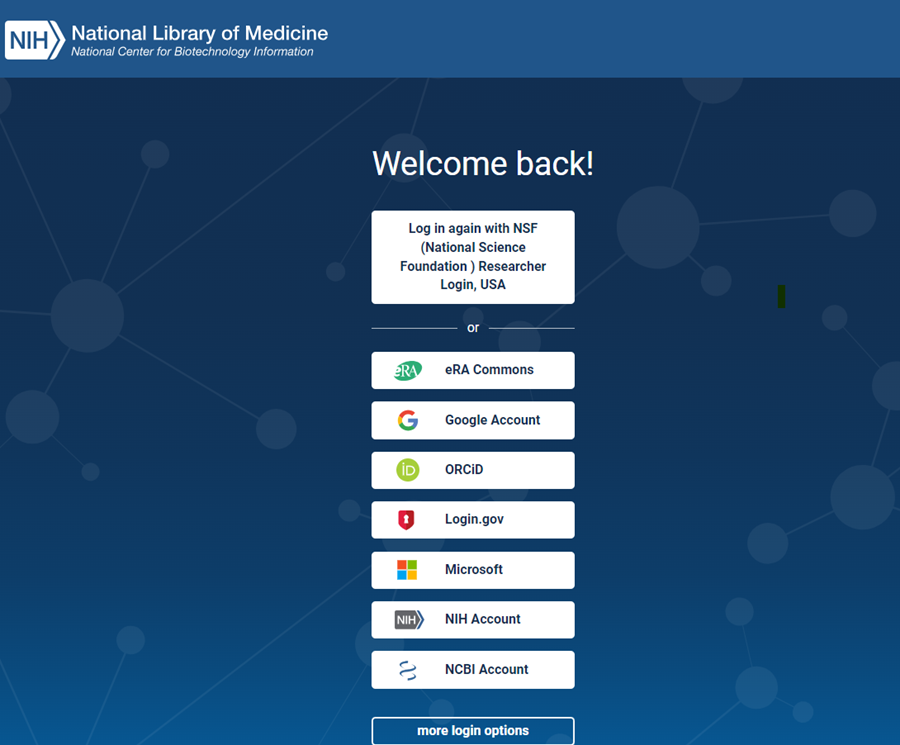 NIH
National Library of Medicine
National Center for Biotechnology Information
Welcome back!
Log in again with NSF
(National Science
Foundation ) Researcher
Login, USA
or
eRA eRA Commons
Google Account
iD ORCiD
Login.gov
Microsoft
NIH NIH Account
NCBI Account
more login options